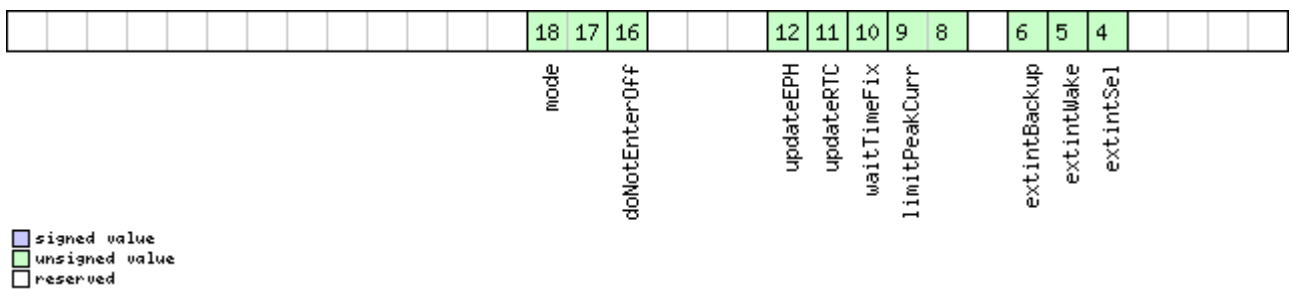 18 17 16 12 11 10 9 8 6 5 4
mode doNotEnterOff updateEPH updateRTC waitTimeFix limitPeakCurr extintBackup extintWake extintSel
signed value
unsigned value
reserved